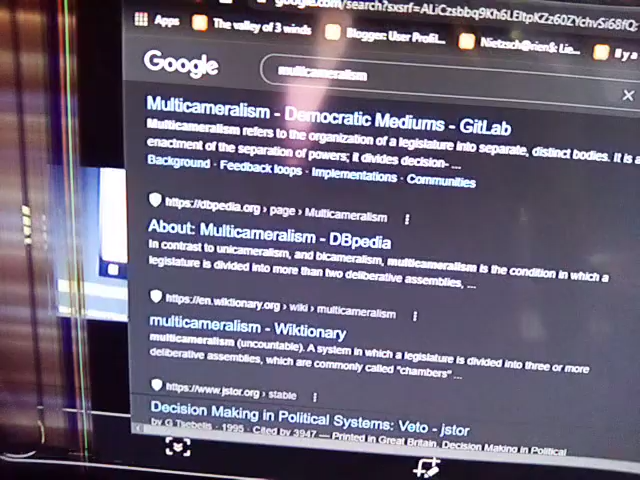 google.com/search?sxsrf=ALiCzsbbq9Kh6LEltpKZz60ZYchvSi68fQ:
Apps The valley of 3 winds Blogger: User Profil... Nietzsch@rien§: Lie... Il y a
Google multicameralism
Multicameralism - Democratic Mediums - GitLab
Multicameralism refers to the organization of a legislature into separate, distinct bodies. It is a
enactment of the separation of powers; it divides decision- ...
Background · Feedback loops · Implementations · Communities
https://dbpedia.org › page › Multicameralism
About: Multicameralism - DBpedia
In contrast to unicameralism, and bicameralism, multicameralism is the condition in which a
legislature is divided into more than two deliberative assemblies, ...
https://en.wiktionary.org › wiki › multicameralism
multicameralism - Wiktionary
multicameralism (uncountable). A system in which a legislature is divided into three or more
deliberative assemblies, which are commonly called "chambers" ...
https://www.jstor.org › stable
Decision Making in Political Systems: Veto - jstor
by G Tsebelis · 1995 · Cited by 3947 — Printed in Great Britain. Decision Making in Political